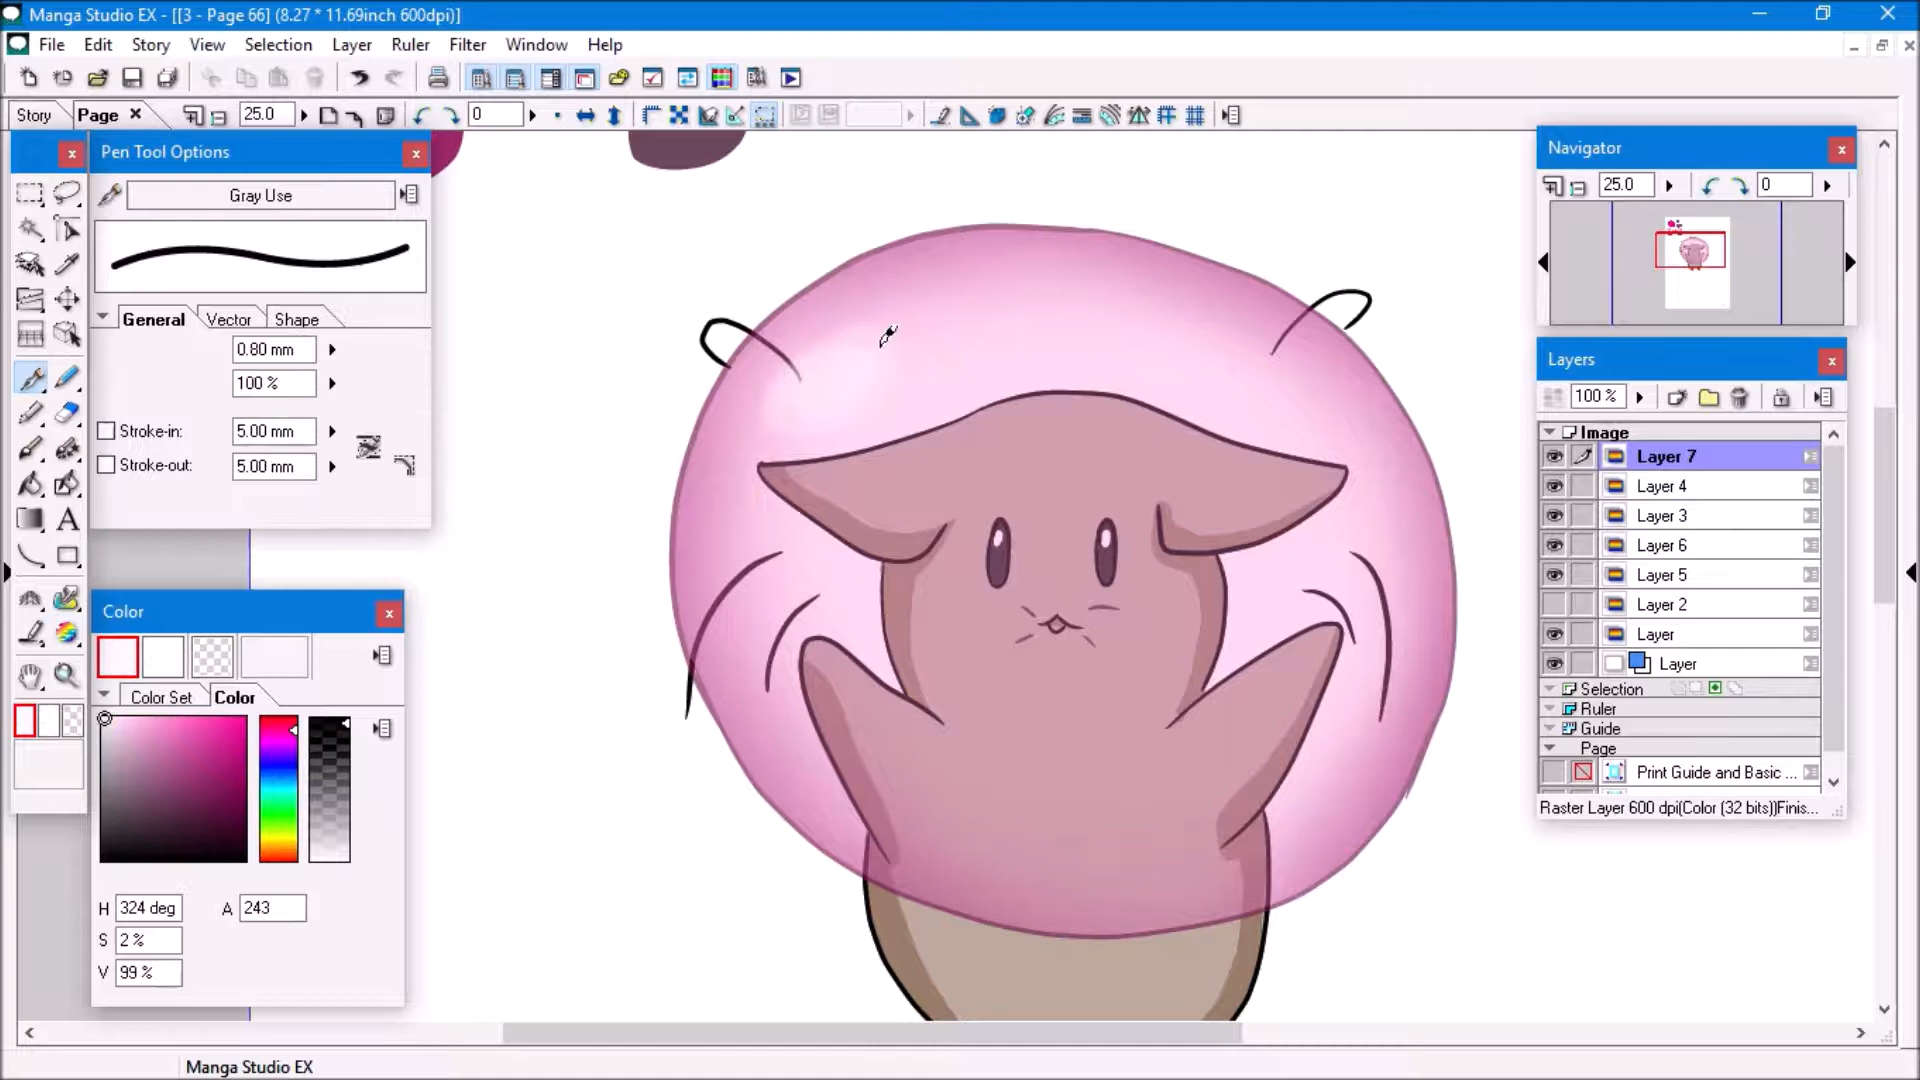 Manga Studio EX - [[3 - Page 66] (8.27 * 11.69inch 600dpi)]
File Edit Story View Selection Layer Ruler Filter Window Help
Story Page 25.0 0
Pen Tool Options
Gray Use
General Vector Shape
0.80 mm
100 %
Stroke-in: 5.00 mm
Stroke-out: 5.00 mm
A
Color
Color Set Color
H 324 deg A 243
S 2 %
V 99 %
Navigator
25.0 0
Layers
100 %
Image
Layer 7
Layer 4
Layer 3
Layer 6
Layer 5
Layer 2
Layer
Layer
Selection
Ruler
Guide
Page
Print Guide and Basic ...
Raster Layer 600 dpi(Color (32 bits))Finis...
Manga Studio EX